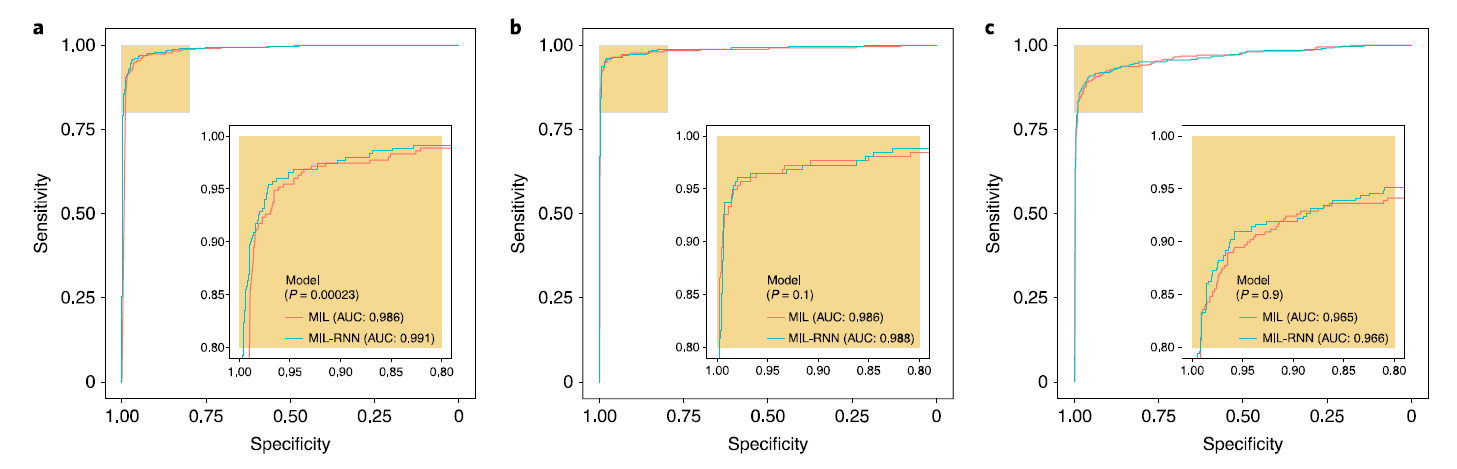 a
1.00
0.75
0.50
0.25
0
Sensitivity
1.00
0.95
0.90
0.85
0.80
Model
(P = 0.00023)
MIL (AUC: 0.986)
MIL-RNN (AUC: 0.991)
1.00 0.95 0.90 0.85 0.80
1.00 0.75 0.50 0.25 0
Specificity
b
1.00
0.75
0.50
0.25
0
Sensitivity
1.00
0.95
0.90
0.85
0.80
Model
(P = 0.1)
MIL (AUC: 0.986)
MIL-RNN (AUC: 0.988)
1.00 0.95 0.90 0.85 0.80
1.00 0.75 0.50 0.25 0
Specificity
c
1.00
0.75
0.50
0.25
0
Sensitivity
1.00
0.95
0.90
0.85
0.80
Model
(P = 0.9)
MIL (AUC: 0.965)
MIL-RNN (AUC: 0.966)
1.00 0.95 0.90 0.85 0.80
1.00 0.75 0.50 0.25 0
Specificity